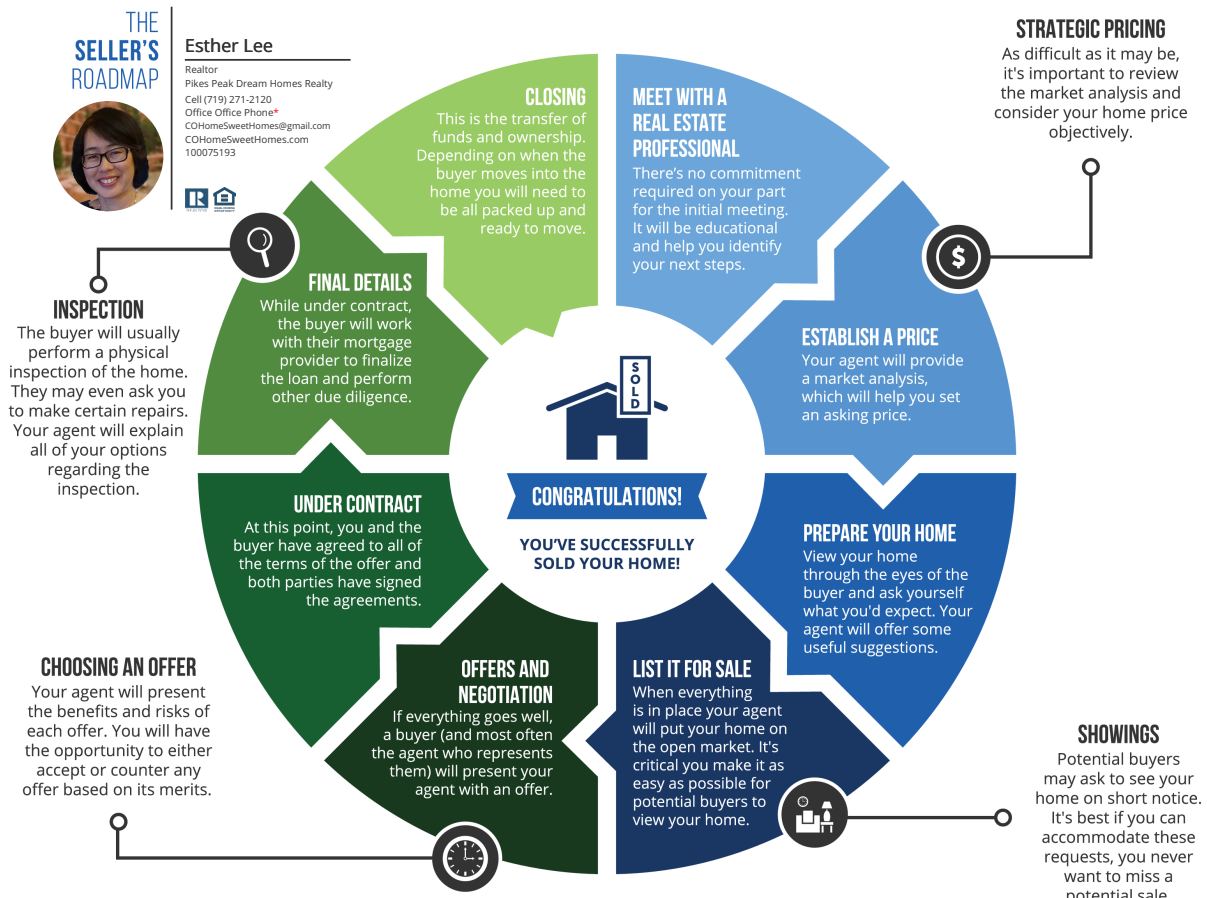 THE
SELLER'S
ROADMAP
Esther Lee
Realtor
Pikes Peak Dream Homes Realty
Cell (719) 271-2120
Office Office Phone*
COHomeSweetHomes@gmail.com
COHomeSweetHomes.com
100075193
STRATEGIC PRICING
As difficult as it may be,
it's important to review
the market analysis and
consider your home price
objectively.
CLOSING
This is the transfer of
funds and ownership.
Depending on when the
buyer moves into the
home you will need to
be all packed up and
ready to move.
MEET WITH A
REAL ESTATE
PROFESSIONAL
There's no commitment
required on your part
for the initial meeting.
It will be educational
and help you identify
your next steps.
$
ESTABLISH A PRICE
Your agent will provide
a market analysis,
which will help you set
an asking price.
INSPECTION
The buyer will usually
perform a physical
inspection of the home.
They may even ask you
to make certain repairs.
Your agent will explain
all of your options
regarding the
inspection.
FINAL DETAILS
While under contract,
the buyer will work
with their mortgage
provider to finalize
the loan and perform
other due diligence.
SOLD
CONGRATULATIONS!
YOU'VE SUCCESSFULLY
SOLD YOUR HOME!
UNDER CONTRACT
At this point, you and the
buyer have agreed to all of
the terms of the offer and
both parties have signed
the agreements.
PREPARE YOUR HOME
View your home
through the eyes of the
buyer and ask yourself
what you'd expect. Your
agent will offer some
useful suggestions.
CHOOSING AN OFFER
Your agent will present
the benefits and risks of
each offer. You will have
the opportunity to either
accept or counter any
offer based on its merits.
OFFERS AND
NEGOTIATION
If everything goes well,
a buyer (and most often
the agent who represents
them) will present your
agent with an offer.
LIST IT FOR SALE
When everything
is in place your agent
will put your home on
the open market. It's
critical you make it as
easy as possible for
potential buyers to
view your home.
SHOWINGS
Potential buyers
may ask to see your
home on short notice.
It's best if you can
accommodate these
requests, you never
want to miss a
potential sale